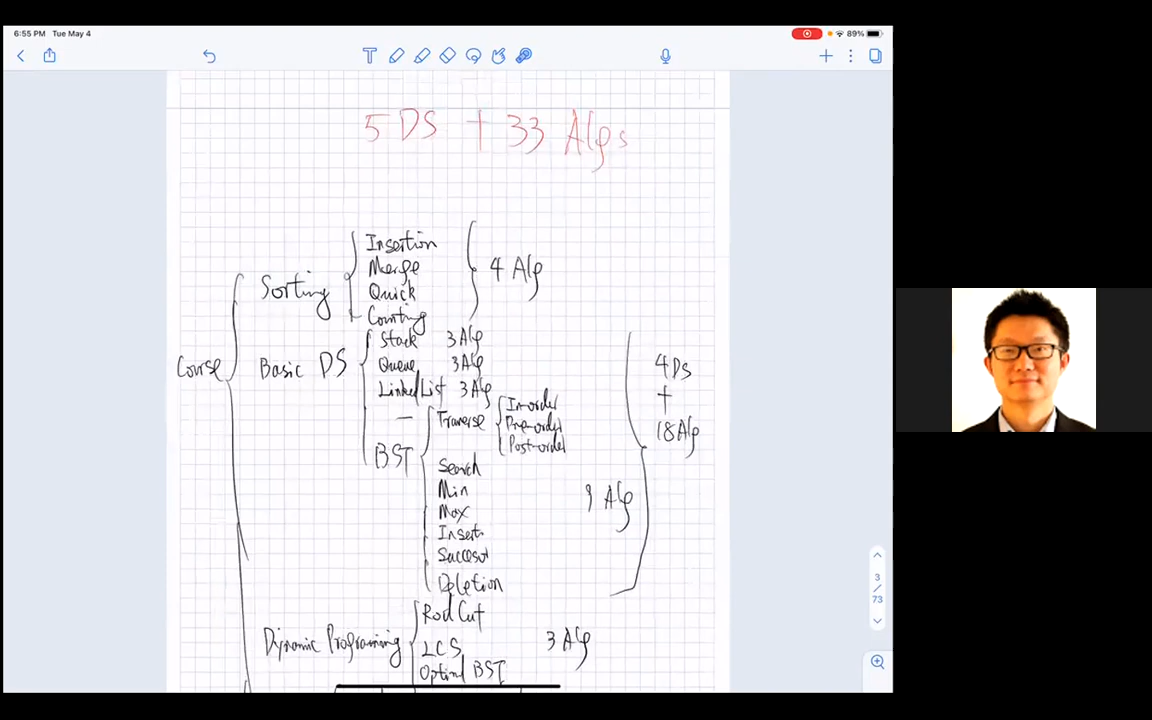 6:55 PM Tue May 4
89%
5 DS + 33 Algs
Course
Sorting
Insertion
Merge
Quick
Counting
4 Alg
Basic DS
Stack 3 Alg
Queue 3 Alg
Linked List 3 Alg
BST
Traverse
In-order
Pre-order
Post-order
Search
Min
Max
Insert
Succesor
Deletion
9 Alg
4 DS
+
18 Alg
Dynamic Programing
Rod Cut
LCS
Optimal BST
3 Alg
3
/
73